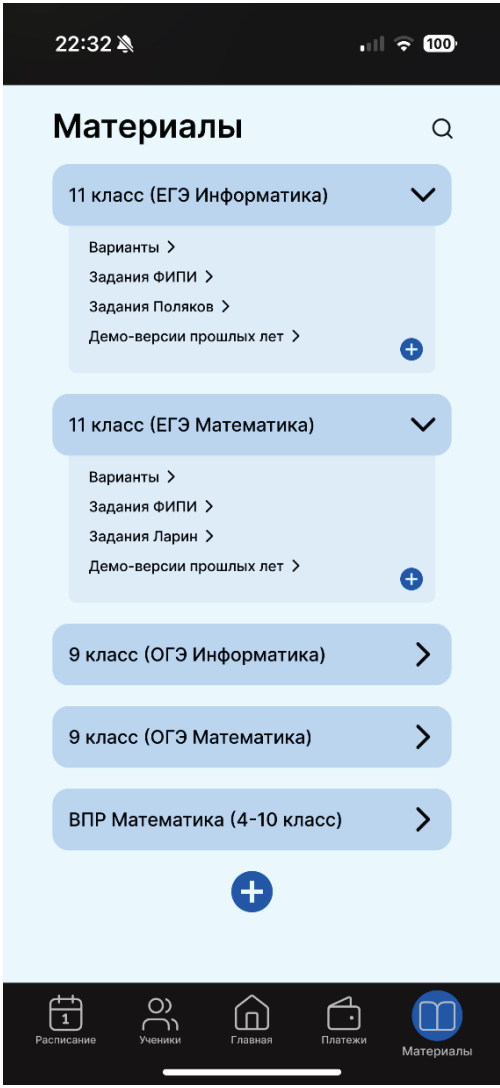 22:32
100
Материалы
11 класс (ЕГЭ Информатика)
Варианты
Задания ФИПИ
Задания Поляков
Демо-версии прошлых лет
11 класс (ЕГЭ Математика)
Варианты
Задания ФИПИ
Задания Ларин
Демо-версии прошлых лет
9 класс (ОГЭ Информатика)
9 класс (ОГЭ Математика)
ВПР Математика (4-10 класс)
1
Расписание
Ученики
Главная
Платежи
Материалы